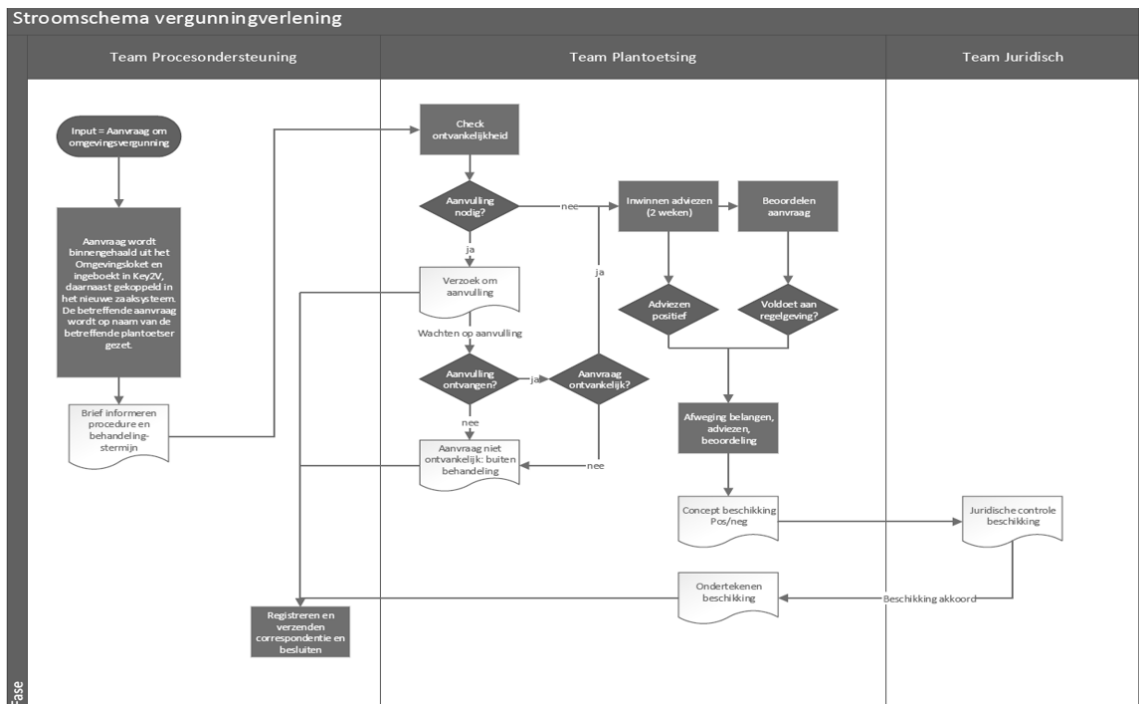 Stroomschema vergunningverlening
Team Procesondersteuning
Team Plantoetsing
Team Juridisch
Input = Aanvraag om
omgevingsvergunning
Aanvraag wordt
binnengehaald uit het
Omgevingsloket en
ingeboekt in Key2V,
daarnaast gekoppeld in
het nieuwe zaaksysteem.
De betreffende aanvraag
wordt op naam van de
betreffende plantoetser
gezet.
Brief informeren
procedure en
behandeling-
stermijn
Check
ontvankelijkheid
Aanvulling
nodig?
nee
ja
Verzoek om
aanvulling
Wachten op aanvulling
Aanvulling
ontvangen?
ja
nee
Aanvraag
ontvankelijk?
ja
nee
Aanvraag niet
ontvankelijk: buiten
behandeling
Inwinnen adviezen
(2 weken)
Beoordelen
aanvraag
Adviezen
positief
Voldoet aan
regelgeving?
Afweging belangen,
adviezen,
beoordeling
Concept beschikking
Pos/neg
Juridische controle
beschikking
Beschikking akkoord
Ondertekenen
beschikking
Registreren en
verzenden
correspondentie en
besluiten
Fase